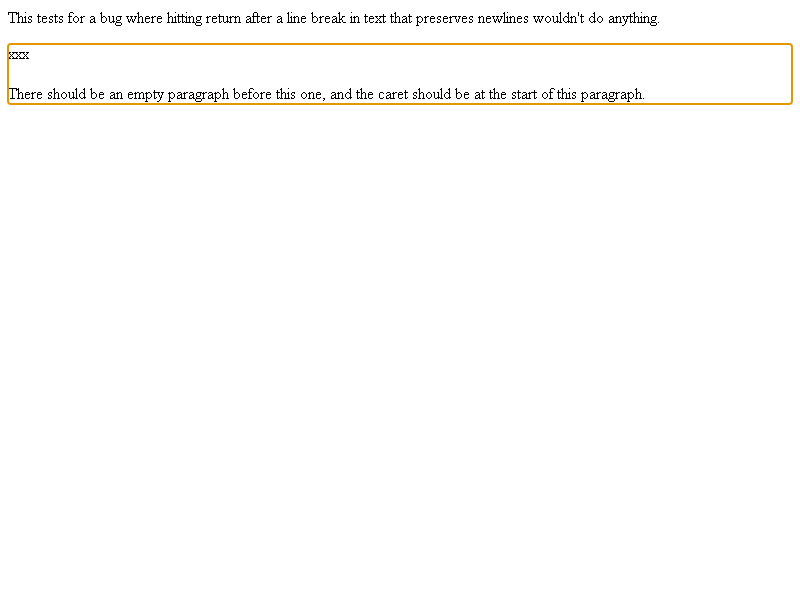 This tests for a bug where hitting return after a line break in text that preserves newlines wouldn't do anything.
xxx
There should be an empty paragraph before this one, and the caret should be at the start of this paragraph.